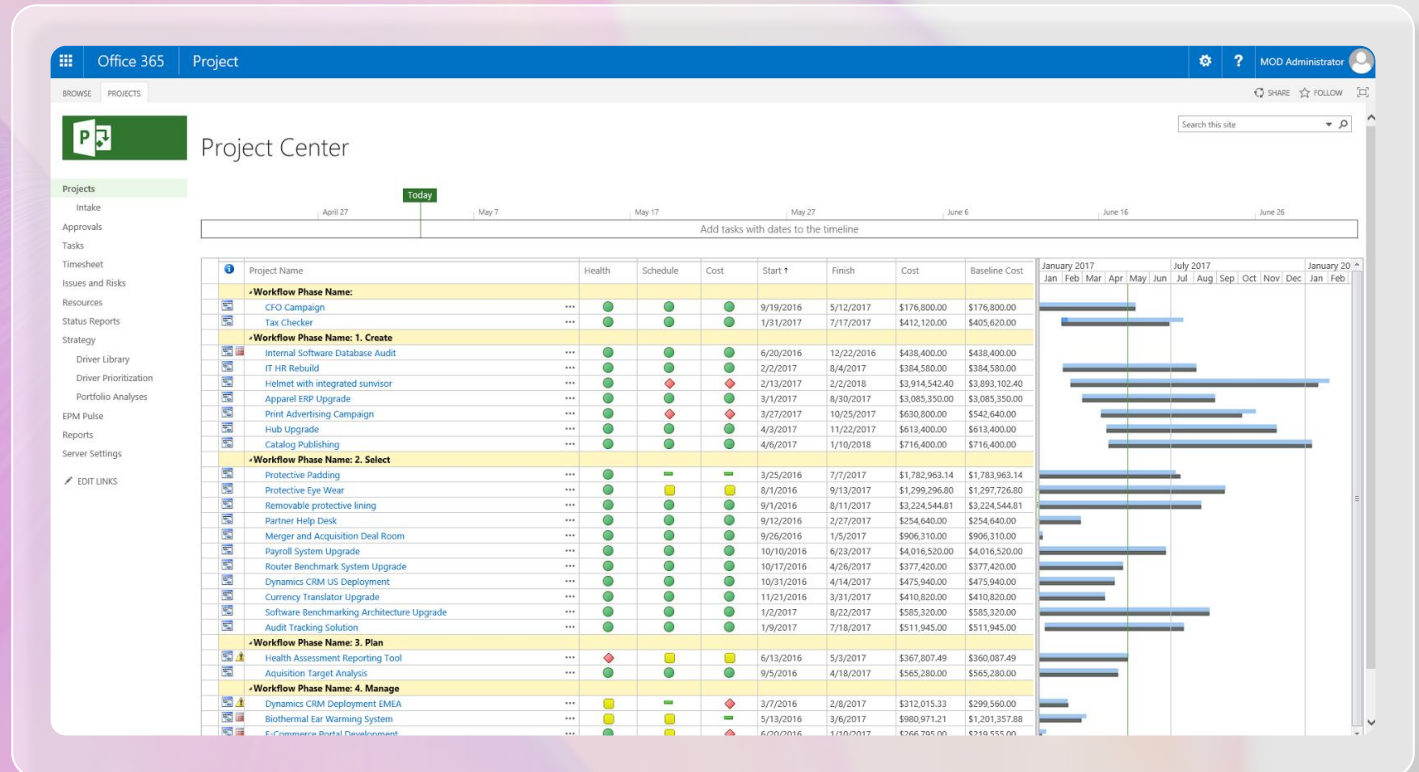 Office 365 Project MOD Administrator
BROWSE PROJECTS SHARE FOLLOW
Search this site
Project Center
Projects
Intake
Approvals
Tasks
Timesheet
Issues and Risks
Resources
Status Reports
Strategy
Driver Library
Driver Prioritization
Portfolio Analyses
EPM Pulse
Reports
Server Settings
EDIT LINKS
Today
April 27 May 7 May 17 May 27 June 6 June 16 June 26
Add tasks with dates to the timeline
Project Name Health Schedule Cost Start ↑ Finish Cost Baseline Cost
January 2017 July 2017 January 20
Jan Feb Mar Apr May Jun Jul Aug Sep Oct Nov Dec Jan Feb
Workflow Phase Name:
CFO Campaign ... 9/19/2016 5/12/2017 $176,800.00 $176,800.00
Tax Checker ... 1/31/2017 7/17/2017 $412,120.00 $405,620.00
Workflow Phase Name: 1. Create
Internal Software Database Audit ... 6/20/2016 12/22/2016 $438,400.00 $438,400.00
IT HR Rebuild ... 2/2/2017 8/4/2017 $384,580.00 $384,580.00
Helmet with integrated sunvisor ... 2/13/2017 2/2/2018 $3,914,542.40 $3,893,102.40
Apparel ERP Upgrade ... 3/1/2017 8/30/2017 $3,085,350.00 $3,085,350.00
Print Advertising Campaign ... 3/27/2017 10/25/2017 $630,800.00 $542,640.00
Hub Upgrade ... 4/3/2017 11/22/2017 $613,400.00 $613,400.00
Catalog Publishing ... 4/6/2017 1/10/2018 $716,400.00 $716,400.00
Workflow Phase Name: 2. Select
Protective Padding ... 3/25/2016 7/7/2017 $1,782,963.14 $1,783,963.14
Protective Eye Wear ... 8/1/2016 9/13/2017 $1,299,296.80 $1,297,726.80
Removable protective lining ... 9/1/2016 8/11/2017 $3,224,544.81 $3,224,544.81
Partner Help Desk ... 9/12/2016 2/27/2017 $254,640.00 $254,640.00
Merger and Acquisition Deal Room ... 9/26/2016 1/5/2017 $906,310.00 $906,310.00
Payroll System Upgrade ... 10/10/2016 6/23/2017 $4,016,520.00 $4,016,520.00
Router Benchmark System Upgrade ... 10/17/2016 4/26/2017 $377,420.00 $377,420.00
Dynamics CRM US Deployment ... 10/31/2016 4/14/2017 $475,940.00 $475,940.00
Currency Translator Upgrade ... 11/21/2016 3/31/2017 $410,820.00 $410,820.00
Software Benchmarking Architecture Upgrade ... 1/2/2017 8/22/2017 $585,320.00 $585,320.00
Audit Tracking Solution ... 1/9/2017 7/18/2017 $511,945.00 $511,945.00
Workflow Phase Name: 3. Plan
Health Assessment Reporting Tool ... 6/13/2016 5/3/2017 $367,807.49 $360,087.49
Aquisition Target Analysis ... 9/5/2016 4/18/2017 $565,280.00 $565,280.00
Workflow Phase Name: 4. Manage
Dynamics CRM Deployment EMEA ... 3/7/2016 2/8/2017 $312,015.33 $299,560.00
Biothermal Ear Warming System ... 5/13/2016 3/6/2017 $980,971.21 $1,201,357.88
E-Commerce Portal Development ... 6/20/2016 1/10/2017 $266,795.00 $219,555.00